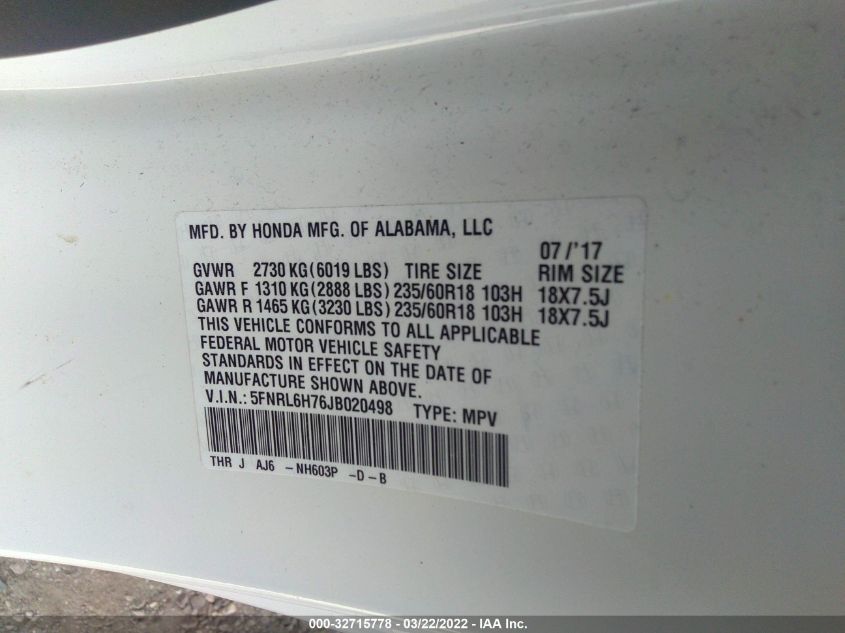 MFD. BY HONDA MFG. OF ALABAMA, LLC
07/'17
GVWR 2730 KG(6019 LBS) TIRE SIZE RIM SIZE
GAWR F 1310 KG(2888 LBS) 235/60R18 103H 18X7.5J
GAWR R 1465 KG(3230 LBS) 235/60R18 103H 18X7.5J
THIS VEHICLE CONFORMS TO ALL APPLICABLE
FEDERAL MOTOR VEHICLE SAFETY
STANDARDS IN EFFECT ON THE DATE OF
MANUFACTURE SHOWN ABOVE.
V.I.N.: 5FNRL6H76JB020498 TYPE: MPV
THR J AJ6 -NH603P -D-B
000-32715778 - 03/22/2022 - IAA Inc.